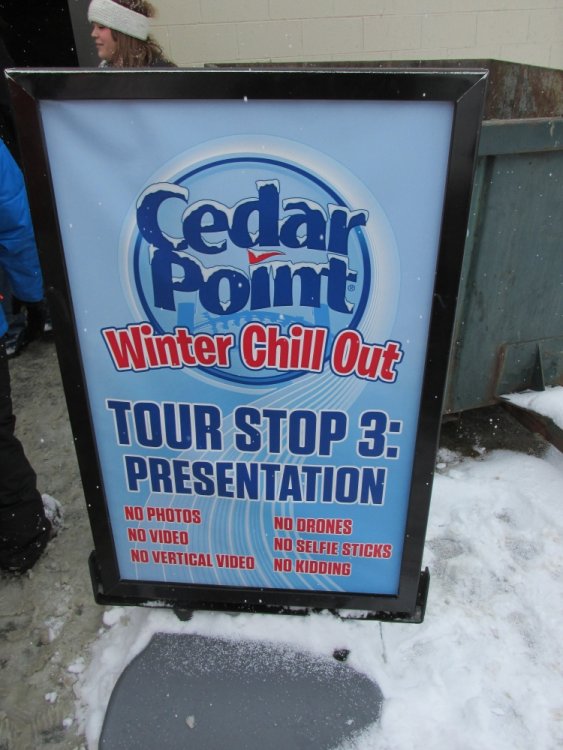 Cedar
Point®
Winter Chill Out
TOUR STOP 3:
PRESENTATION
NO PHOTOS
NO VIDEO
NO VERTICAL VIDEO
NO DRONES
NO SELFIE STICKS
NO KIDDING